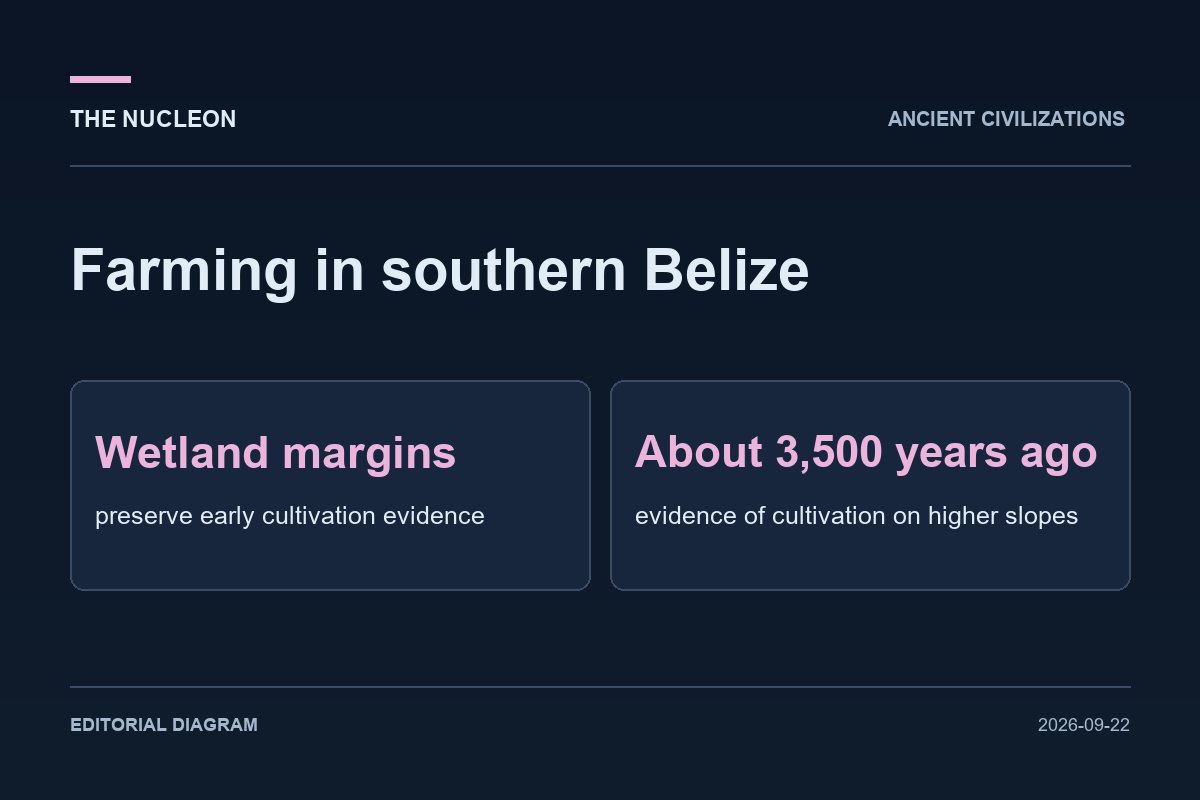 THE NUCLEON
ANCIENT CIVILIZATIONS
Farming in southern Belize
Wetland margins
preserve early cultivation evidence
About 3,500 years ago
evidence of cultivation on higher slopes
EDITORIAL DIAGRAM
2026-09-22